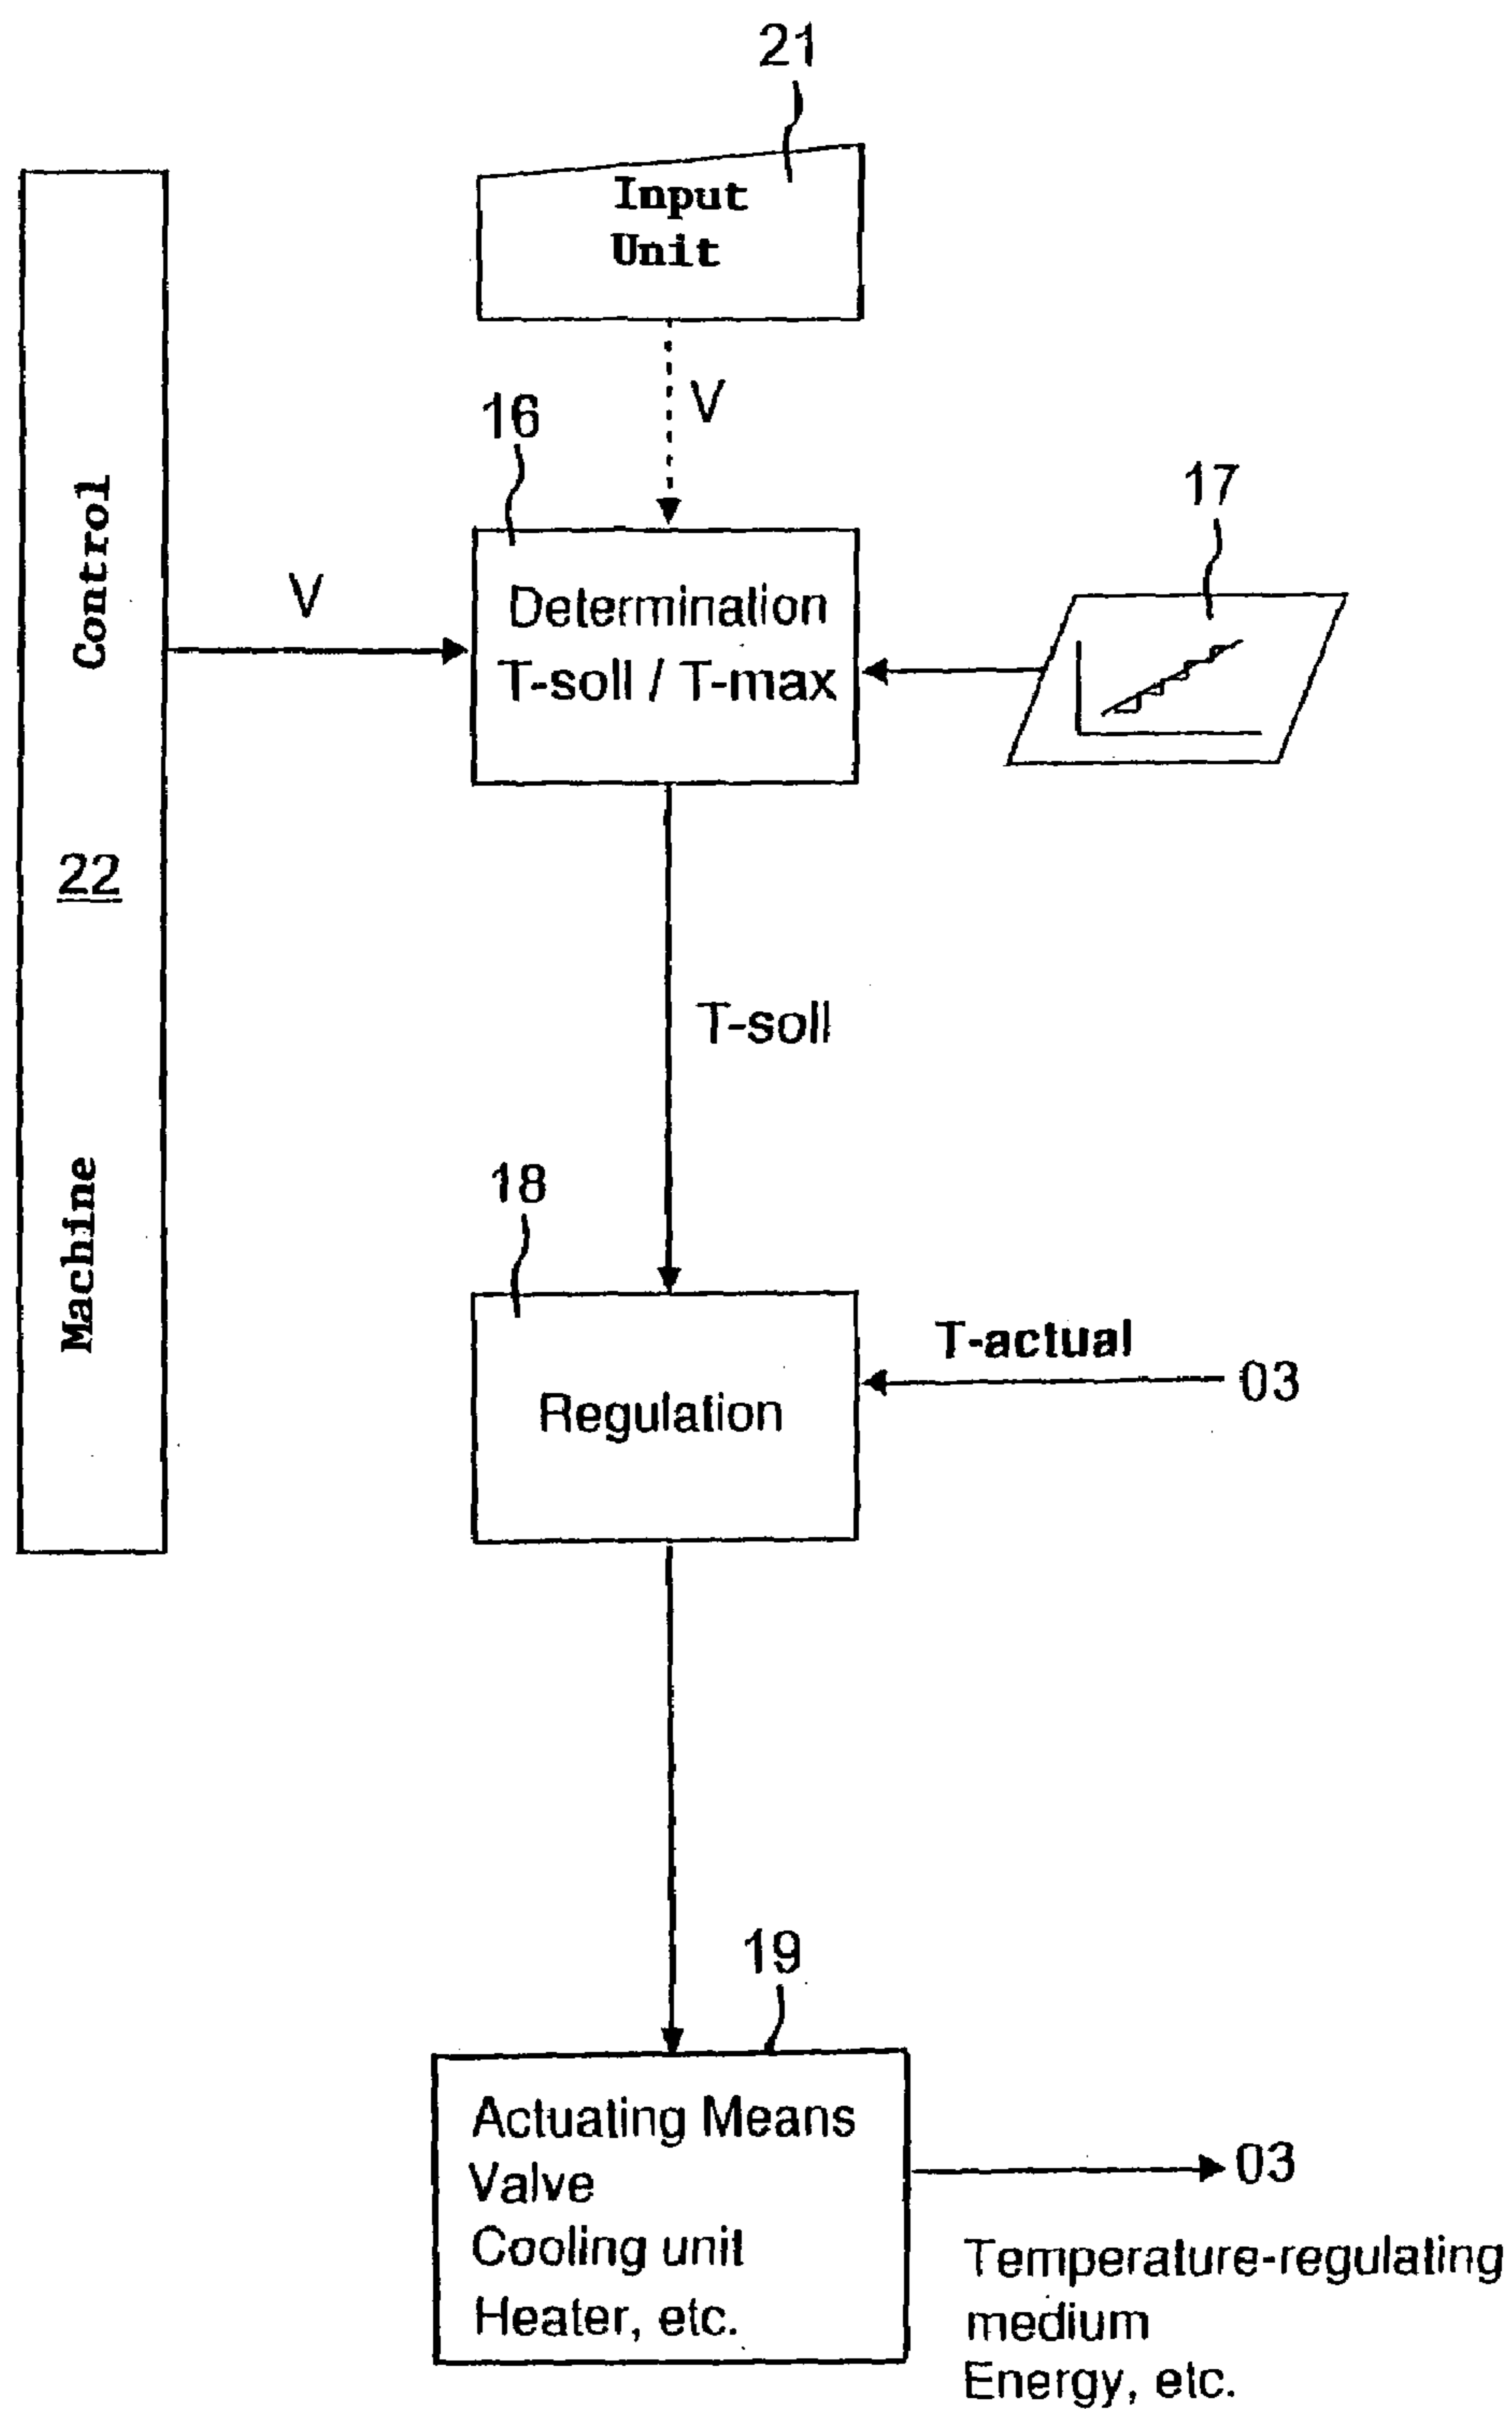 21
Input
Unit
V
16
17
Control
V
Determination
T-soll / T-max
22
T-soll
Machine
18
T-actual
03
Regulation
19
Actuating Means
Valve
Cooling unit
Heater, etc.
03
Temperature-regulating
medium
Energy, etc.